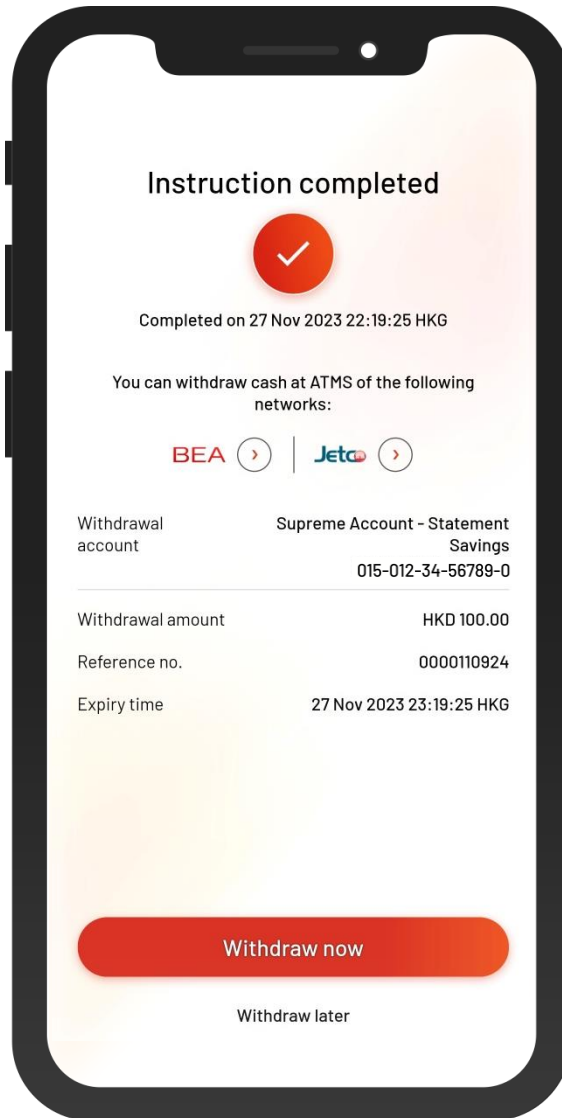 Instruction completed
Completed on 27 Nov 2023 22:19:25 HKG
You can withdraw cash at ATMS of the following
networks:
BEA | Jetco
Withdrawal account Supreme Account - Statement Savings
015-012-34-56789-0
Withdrawal amount HKD 100.00
Reference no. 0000110924
Expiry time 27 Nov 2023 23:19:25 HKG
Withdraw now
Withdraw later